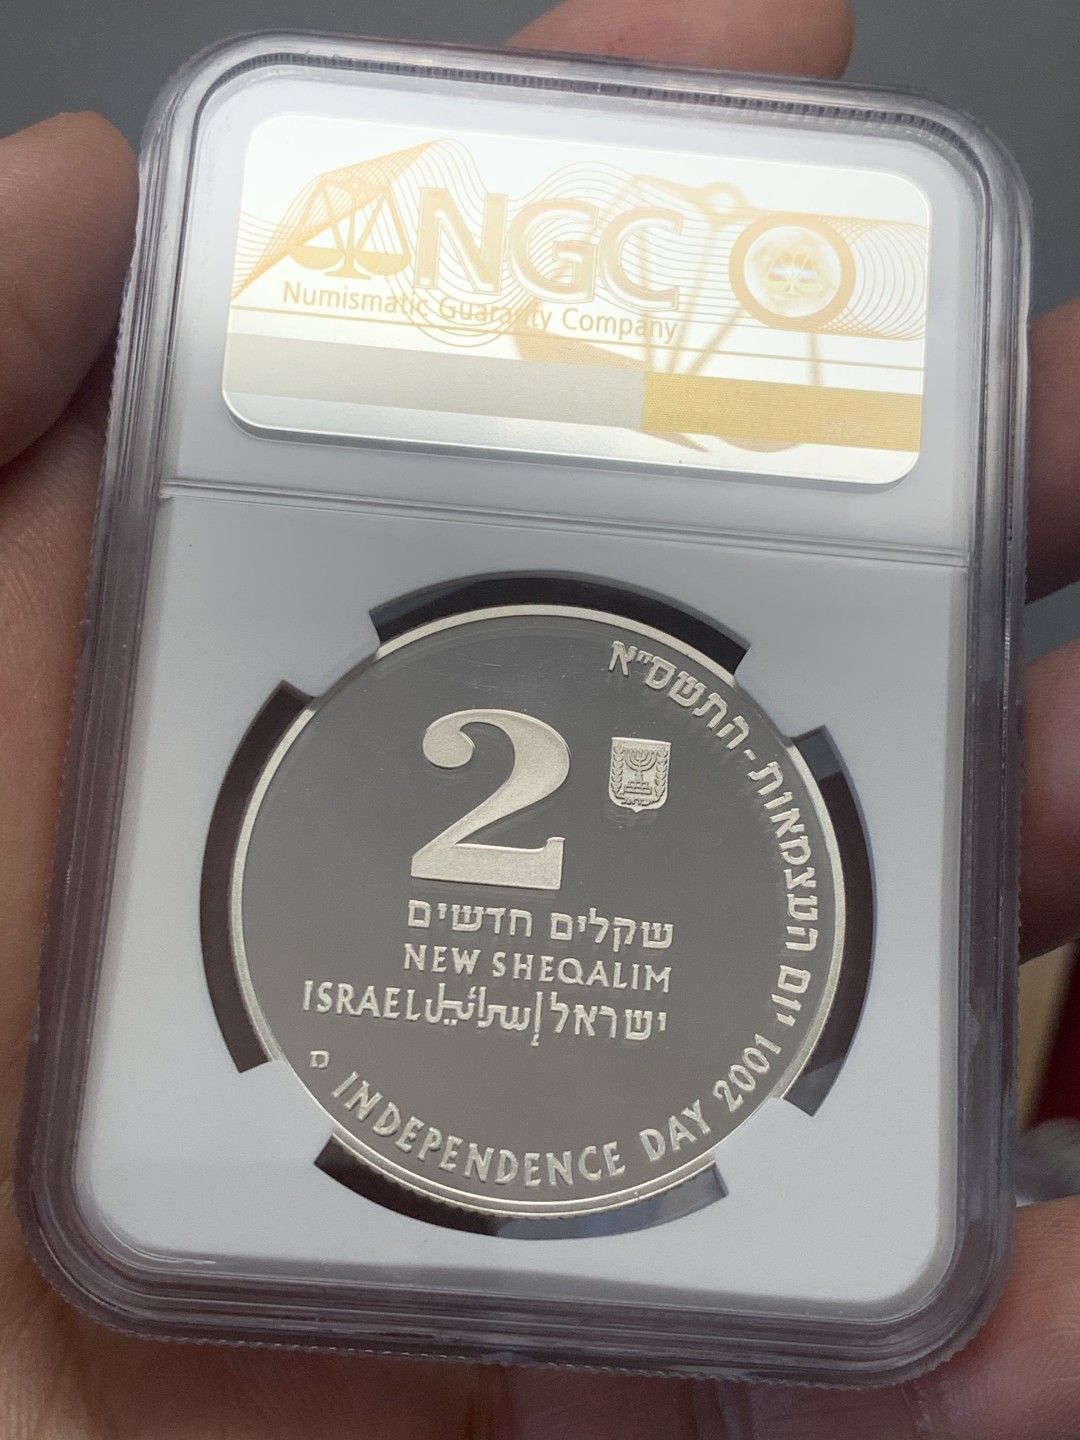 NGC
Numismatic Guaranty Company
יום העצמאות-התשס"א
2
שקלים חדשים
NEW SHEQALIM
ISRAEL إسرائيل ישראל
מ
INDEPENDENCE DAY 2001